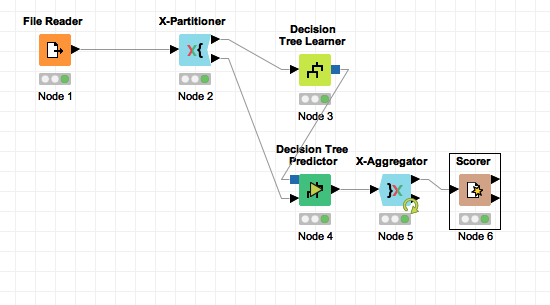 File Reader
Node 1
X-Partitioner
X{
Node 2
Decision
Tree Learner
Node 3
Decision Tree
Predictor
Node 4
X-Aggregator
}X
Node 5
Scorer
Node 6